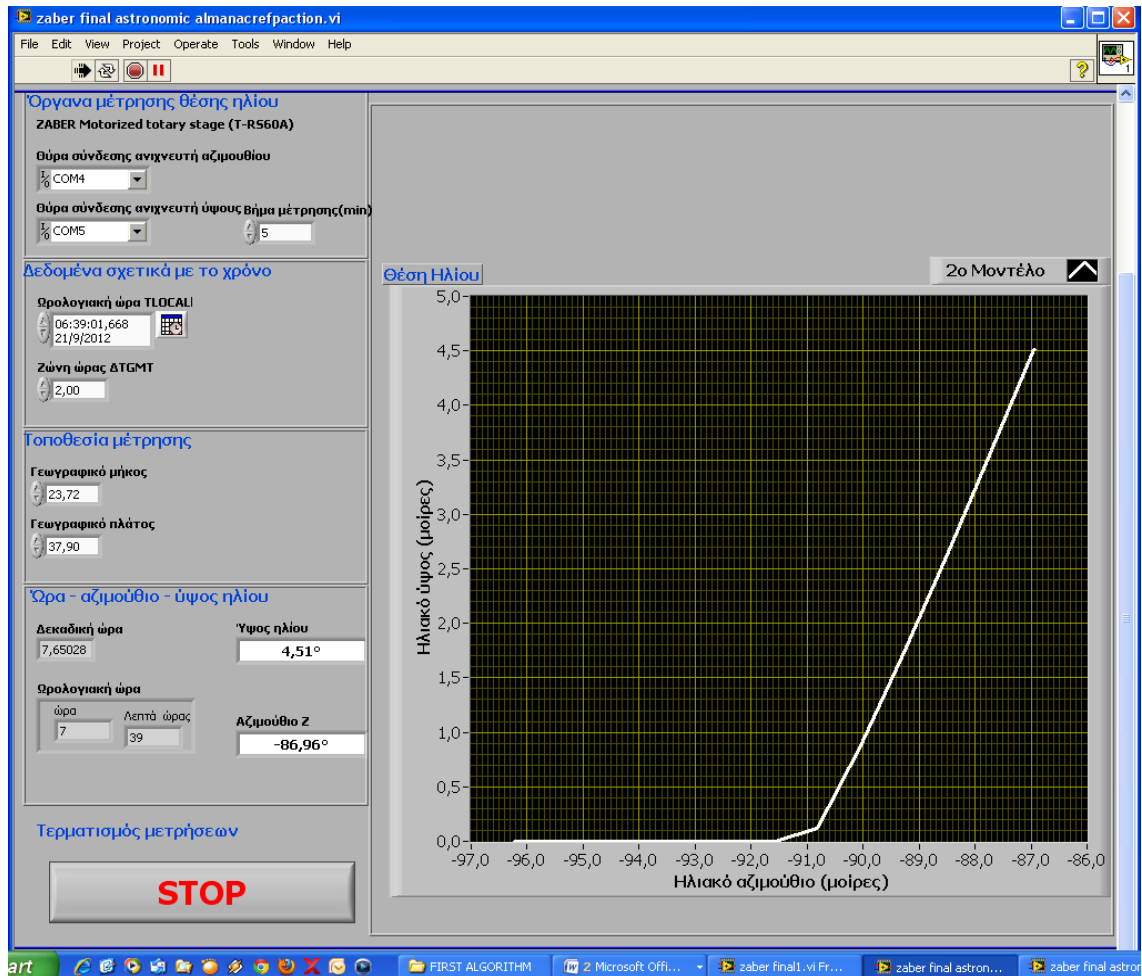 zaber final astronomic almanacrefpaction.vi
File Edit View Project Operate Tools Window Help
1
Όργανα μέτρησης θέσης ηλίου
ZABER Motorized totary stage (T-RS60A)
Θύρα σύνδεσης ανιχνευτή αζιμουθίου
COM4
Θύρα σύνδεσης ανιχνευτή ύψους Βήμα μέτρησης(min)
COM5 5
Δεδομένα σχετικά με το χρόνο
Ωρολογιακή ώρα TLOCAL
06:39:01,668
21/9/2012
Ζώνη ώρας ΔTGMT
2,00
Τοποθεσία μέτρησης
Γεωγραφικό μήκος
23,72
Γεωγραφικό πλάτος
37,90
Ώρα - αζιμούθιο - ύψος ηλίου
Δεκαδική ώρα Ύψος ηλίου
7,65028 4,51°
Ωρολογιακή ώρα
ώρα Λεπτά ώρας
7 39
Αζιμούθιο Z
-86,96°
Τερματισμός μετρήσεων
STOP
Θέση Ηλίου 2ο Μοντέλο
5,0
4,5
4,0
3,5
3,0
2,5
2,0
1,5
1,0
0,5
0,0
Ηλιακό ύψος (μοίρες)
-97,0 -96,0 -95,0 -94,0 -93,0 -92,0 -91,0 -90,0 -89,0 -88,0 -87,0 -86,0
Ηλιακό αζιμούθιο (μοίρες)
art FIRST ALGORITHM 2 Microsoft Offi... zaber final1.vi Fr... zaber final astron... zaber final astro